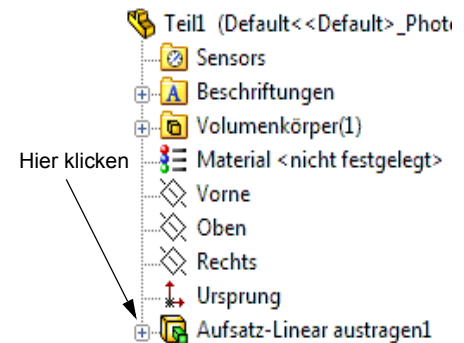 Teil1 (Default<<Default>_Phot
Sensors
Beschriftungen
Volumenkörper(1)
Hier klicken
Material <nicht festgelegt>
Vorne
Oben
Rechts
Ursprung
Aufsatz-Linear austragen1